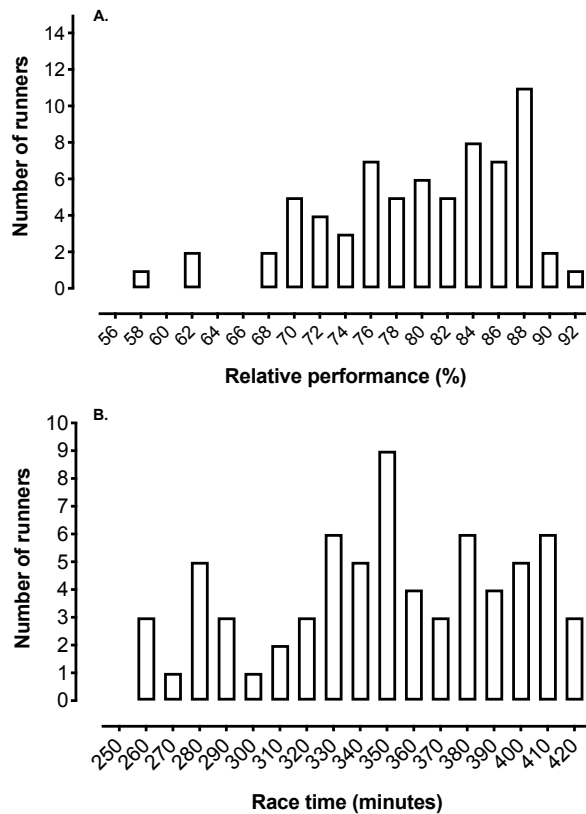 A.
Number of runners
14
12
10
8
6
4
2
0
56 58 60 62 64 66 68 70 72 74 76 78 80 82 84 86 88 90 92
Relative performance (%)
B.
Number of runners
10
9
8
7
6
5
4
3
2
1
0
250 260 270 280 290 300 310 320 330 340 350 360 370 380 390 400 410 420
Race time (minutes)